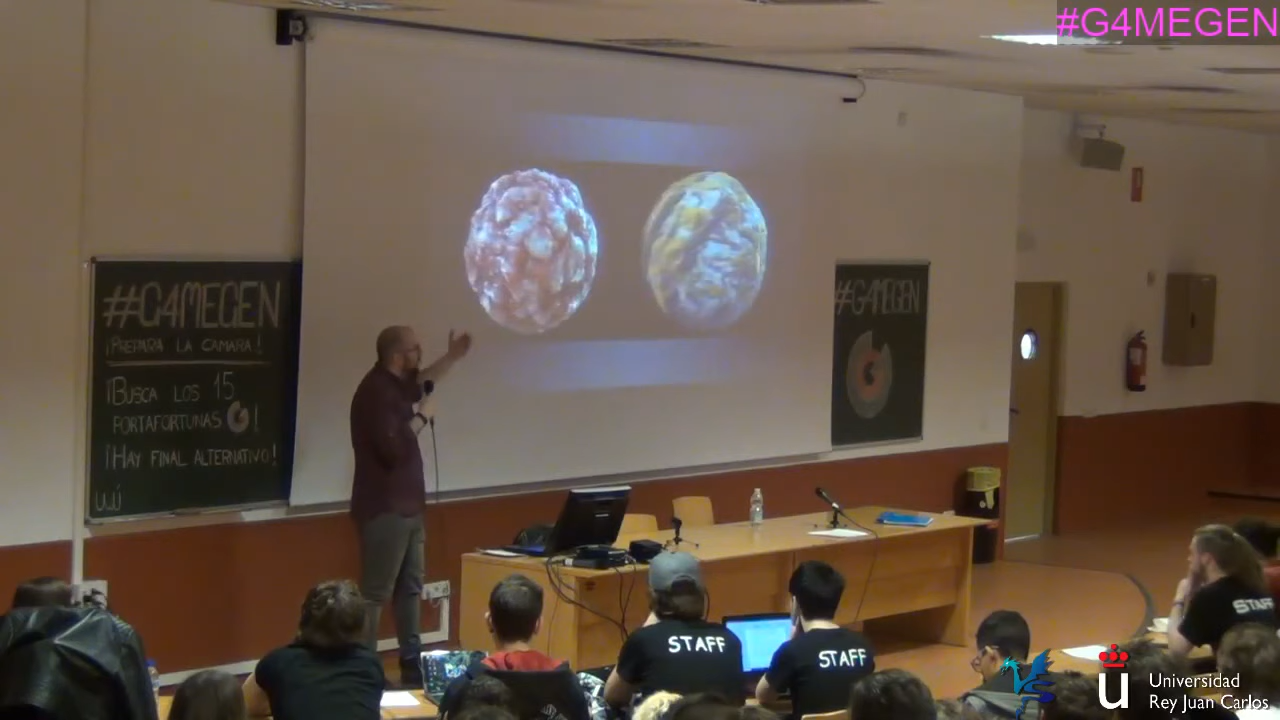 #G4MEGEN
#G4MEGEN
¡PREPARA LA CAMARA!
¡BUSCA LOS 15
PORTAFORTUNAS G!
¡HAY FINAL ALTERNATIVO!
UwÚ
#G4MEGEN
STAFF
STAFF
STAFF
Universidad
Rey Juan Carlos